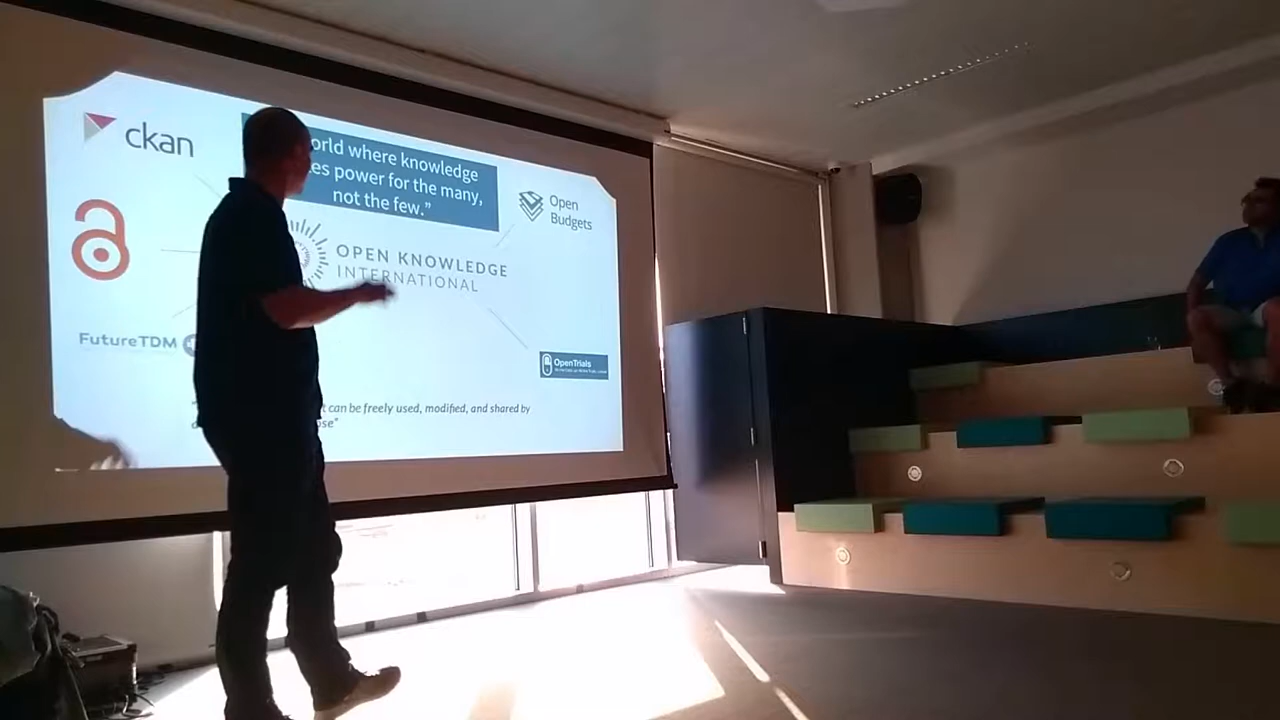 ckan
orld where knowledge
es power for the many,
not the few.”
Open
Budgets
OPEN KNOWLEDGE
INTERNATIONAL
FutureTDM
OpenTrials
t can be freely used, modified, and shared by
ose"